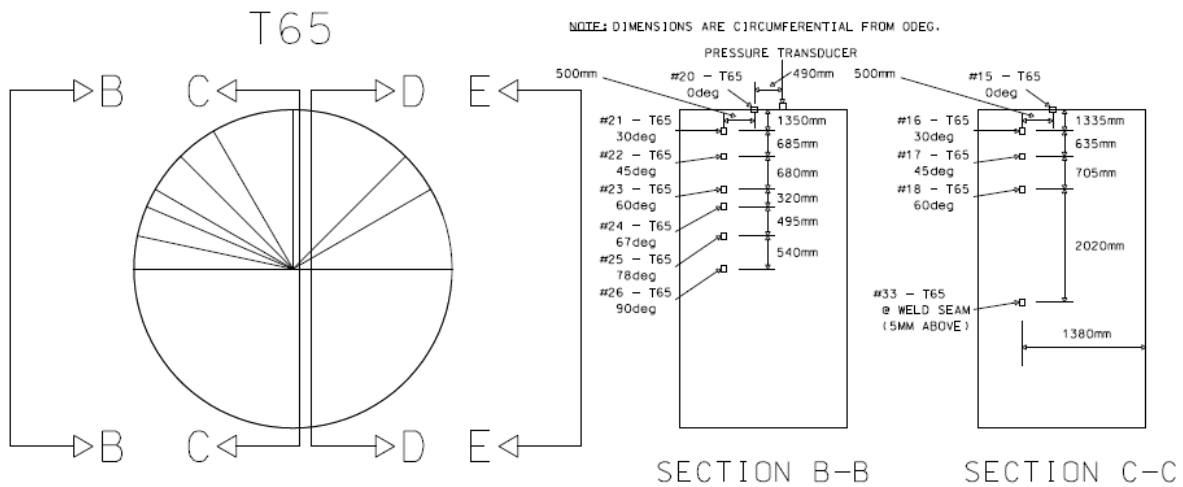 T65
B
C
D
E
B
C
D
E
NOTE: DIMENSIONS ARE CIRCUMFERENTIAL FROM 0DEG.
PRESSURE TRANSDUCER
500mm
#20 - T65
0deg
490mm
#21 - T65
30deg
#22 - T65
45deg
#23 - T65
60deg
#24 - T65
67deg
#25 - T65
78deg
#26 - T65
90deg
1350mm
685mm
680mm
320mm
495mm
540mm
SECTION B-B
500mm
#15 - T65
0deg
#16 - T65
30deg
#17 - T65
45deg
#18 - T65
60deg
#33 - T65
@ WELD SEAM
(5MM ABOVE)
1335mm
635mm
705mm
2020mm
1380mm
SECTION C-C